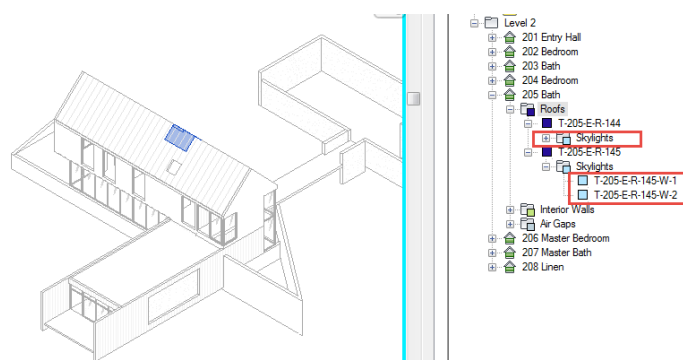 Level 2
201 Entry Hall
202 Bedroom
203 Bath
204 Bedroom
205 Bath
Roofs
T-205-E-R-144
Skylights
T-205-E-R-145
Skylights
T-205-E-R-145-W-1
T-205-E-R-145-W-2
Interior Walls
Air Gaps
206 Master Bedroom
207 Master Bath
208 Linen